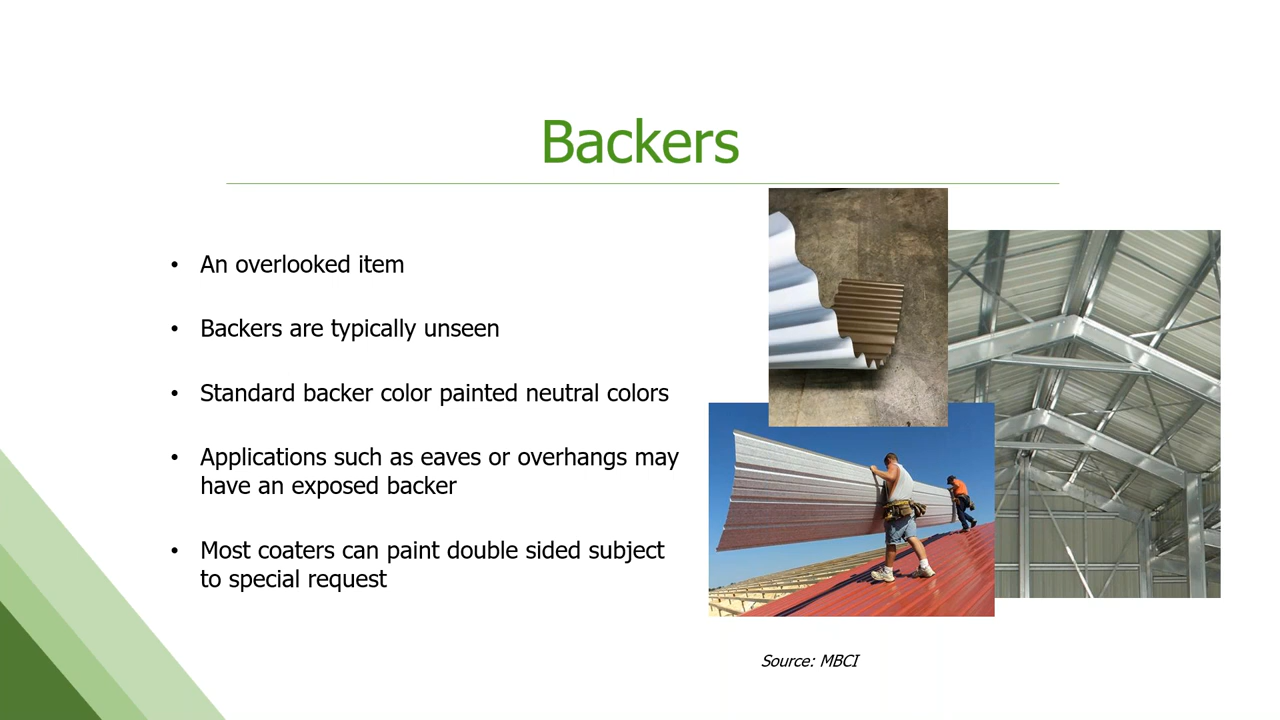 Backers
• An overlooked item
• Backers are typically unseen
• Standard backer color painted neutral colors
• Applications such as eaves or overhangs may
have an exposed backer
• Most coaters can paint double sided subject
to special request
Source: MBCI